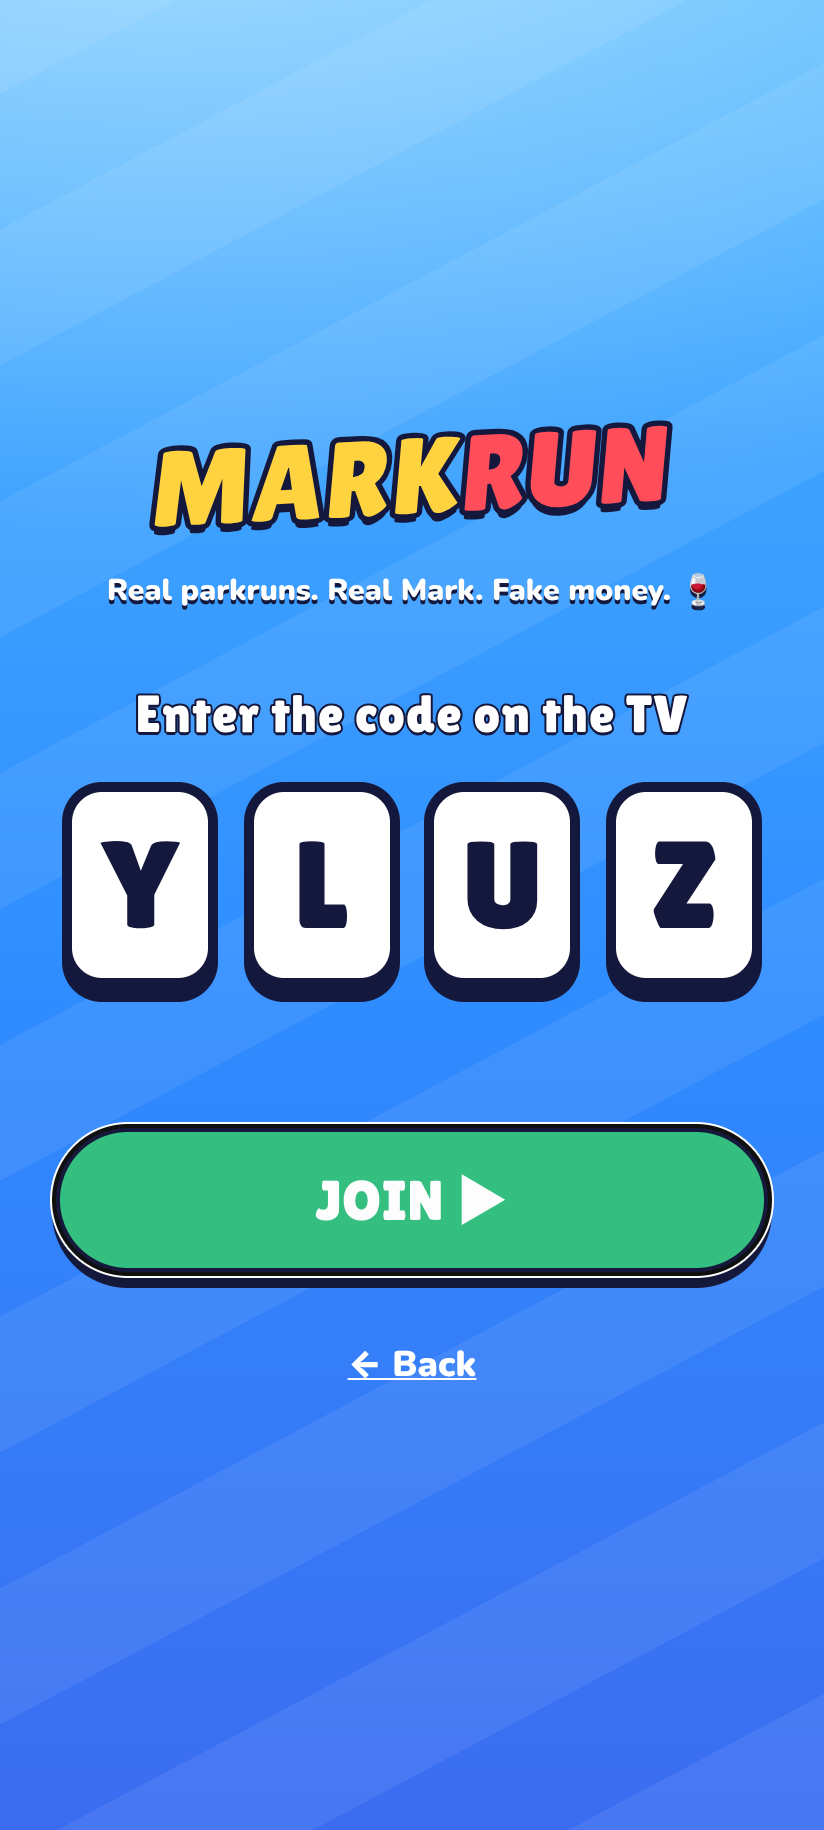 MARKRUN
Real parkruns. Real Mark. Fake money. 🍷
Enter the code on the TV
Y L U Z
JOIN ▶
← Back